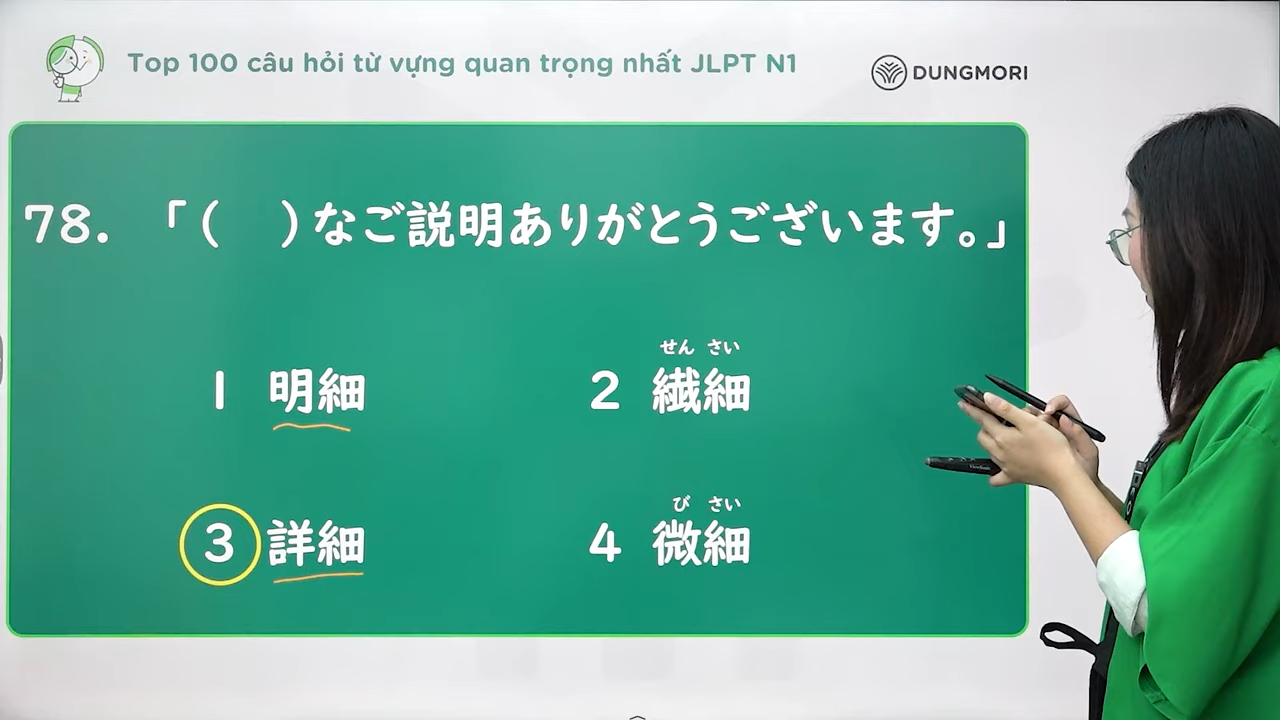 Top 100 câu hỏi từ vựng quan trọng nhất JLPT N1
DUNGMORI
78. 「( )なご説明ありがとうございます。」
1 明細
せん さい
2 繊細
3 詳細
び さい
4 微細
ViewSonic